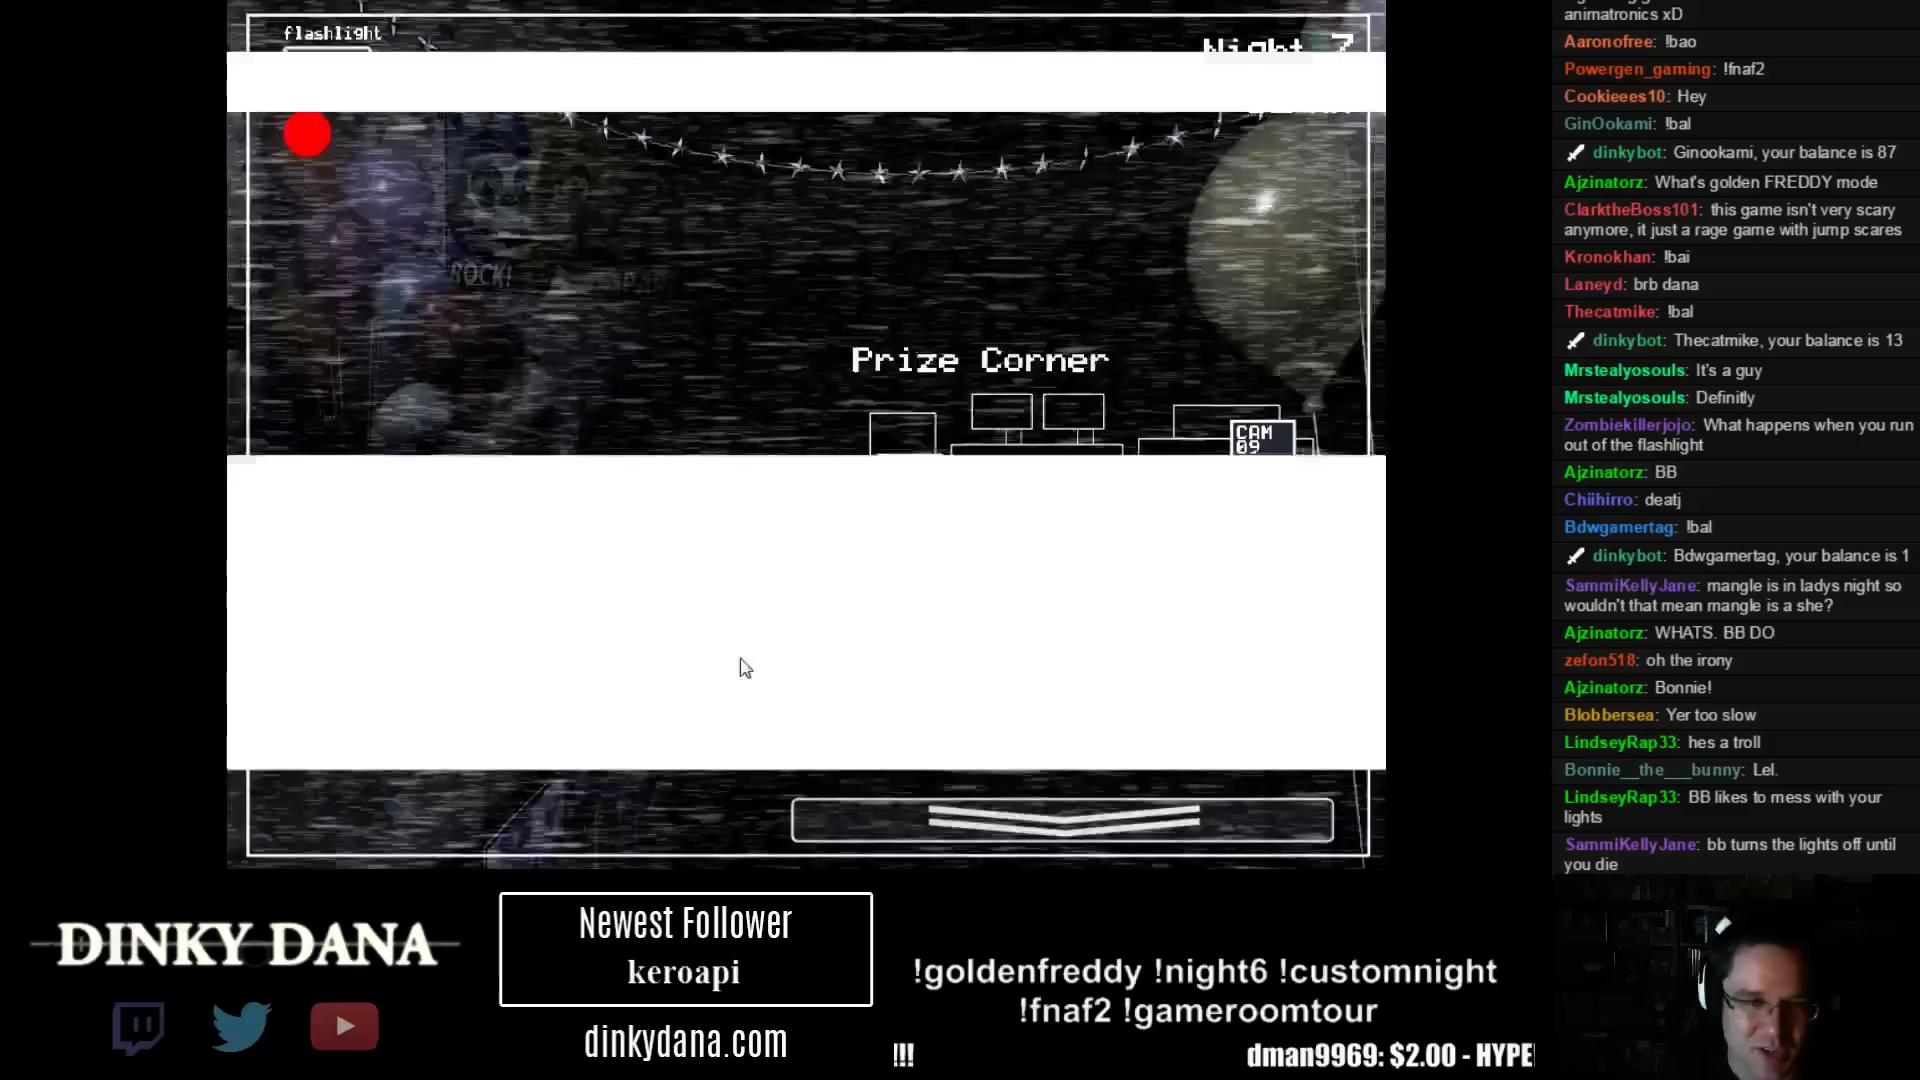 flashlight
Night 7
ROCK!
Prize Corner
CAM
09
animatronics xD
Aaronofree: !bao
Powergen_gaming: !fnaf2
Cookieees10: Hey
GinOokami: !bal
dinkybot: Ginookami, your balance is 87
Ajzinatorz: What's golden FREDDY mode
ClarktheBoss101: this game isn't very scary
anymore, it just a rage game with jump scares
Kronokhan: !bai
Laneyd: brb dana
Thecatmike: !bal
dinkybot: Thecatmike, your balance is 13
Mrstealyosouls: It's a guy
Mrstealyosouls: Definitly
Zombiekillerjojo: What happens when you run
out of the flashlight
Ajzinatorz: BB
Chiihirro: deatj
Bdwgamertag: !bal
dinkybot: Bdwgamertag, your balance is 1
SammiKellyJane: mangle is in ladys night so
wouldn't that mean mangle is a she?
Ajzinatorz: WHATS. BB DO
zefon518: oh the irony
Ajzinatorz: Bonnie!
Blobbersea: Yer too slow
LindseyRap33: hes a troll
Bonnie__the___bunny: Lel.
LindseyRap33: BB likes to mess with your
lights
SammiKellyJane: bb turns the lights off until
you die
DINKY DANA
Newest Follower
keroapi
dinkydana.com
!goldenfreddy !night6 !customnight
!fnaf2 !gameroomtour
!!! dman9969: $2.00 - HYPE